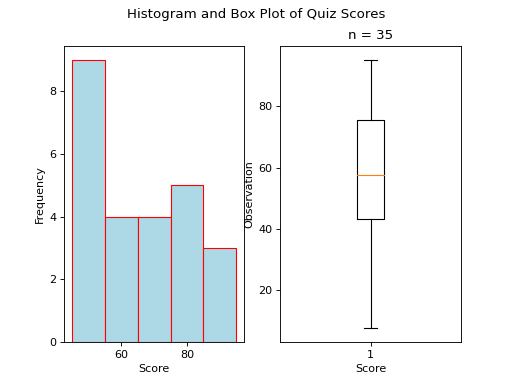 Histogram and Box Plot of Quiz Scores
n = 35
8
6
4
2
0
Frequency
60 80
Score
80
60
40
20
Observation
1
Score